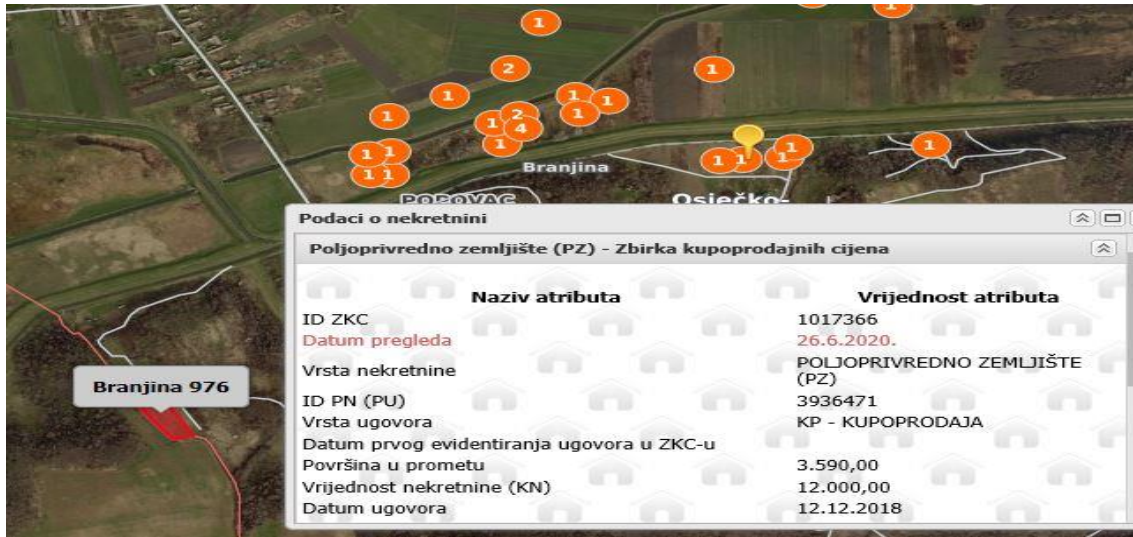 1
1
2
1
1
1
1
1
1
2
1
4
1
1
1
1
1
1
1
1
1
1
1
Branjina
POPOVAC
Osječko-
Branjina 976
Podaci o nekretnini
Poljoprivredno zemljište (PZ) - Zbirka kupoprodajnih cijena
Naziv atributa Vrijednost atributa
ID ZKC 1017366
Datum pregleda 26.6.2020.
Vrsta nekretnine POLJOPRIVREDNO ZEMLJIŠTE
(PZ)
ID PN (PU) 3936471
Vrsta ugovora KP - KUPOPRODAJA
Datum prvog evidentiranja ugovora u ZKC-u
Površina u prometu 3.590,00
Vrijednost nekretnine (KN) 12.000,00
Datum ugovora 12.12.2018